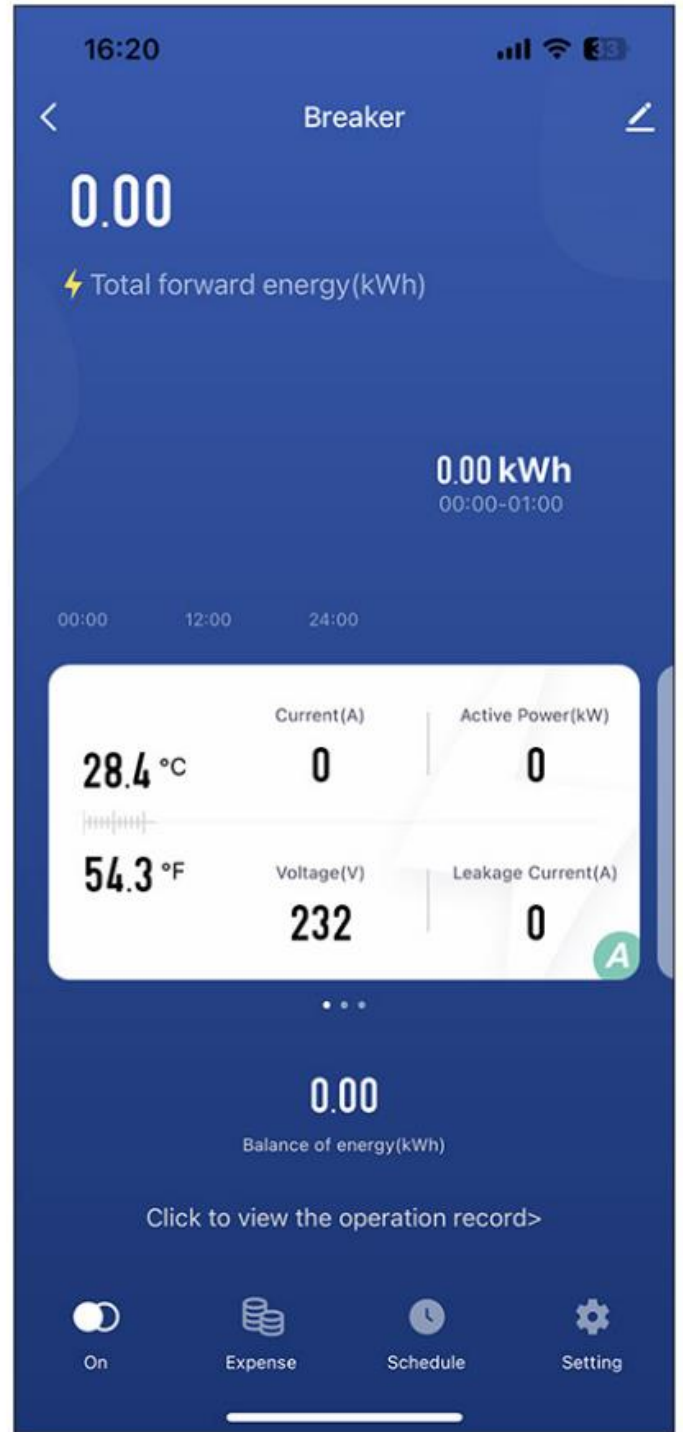 16:20
33
Breaker
0.00
Total forward energy(kWh)
0.00 kWh
00:00-01:00
00:00 12:00 24:00
Current(A) Active Power(kW)
28.4 °C 0 0
54.3 °F Voltage(V) Leakage Current(A)
232 0
A
0.00
Balance of energy(kWh)
Click to view the operation record>
On Expense Schedule Setting